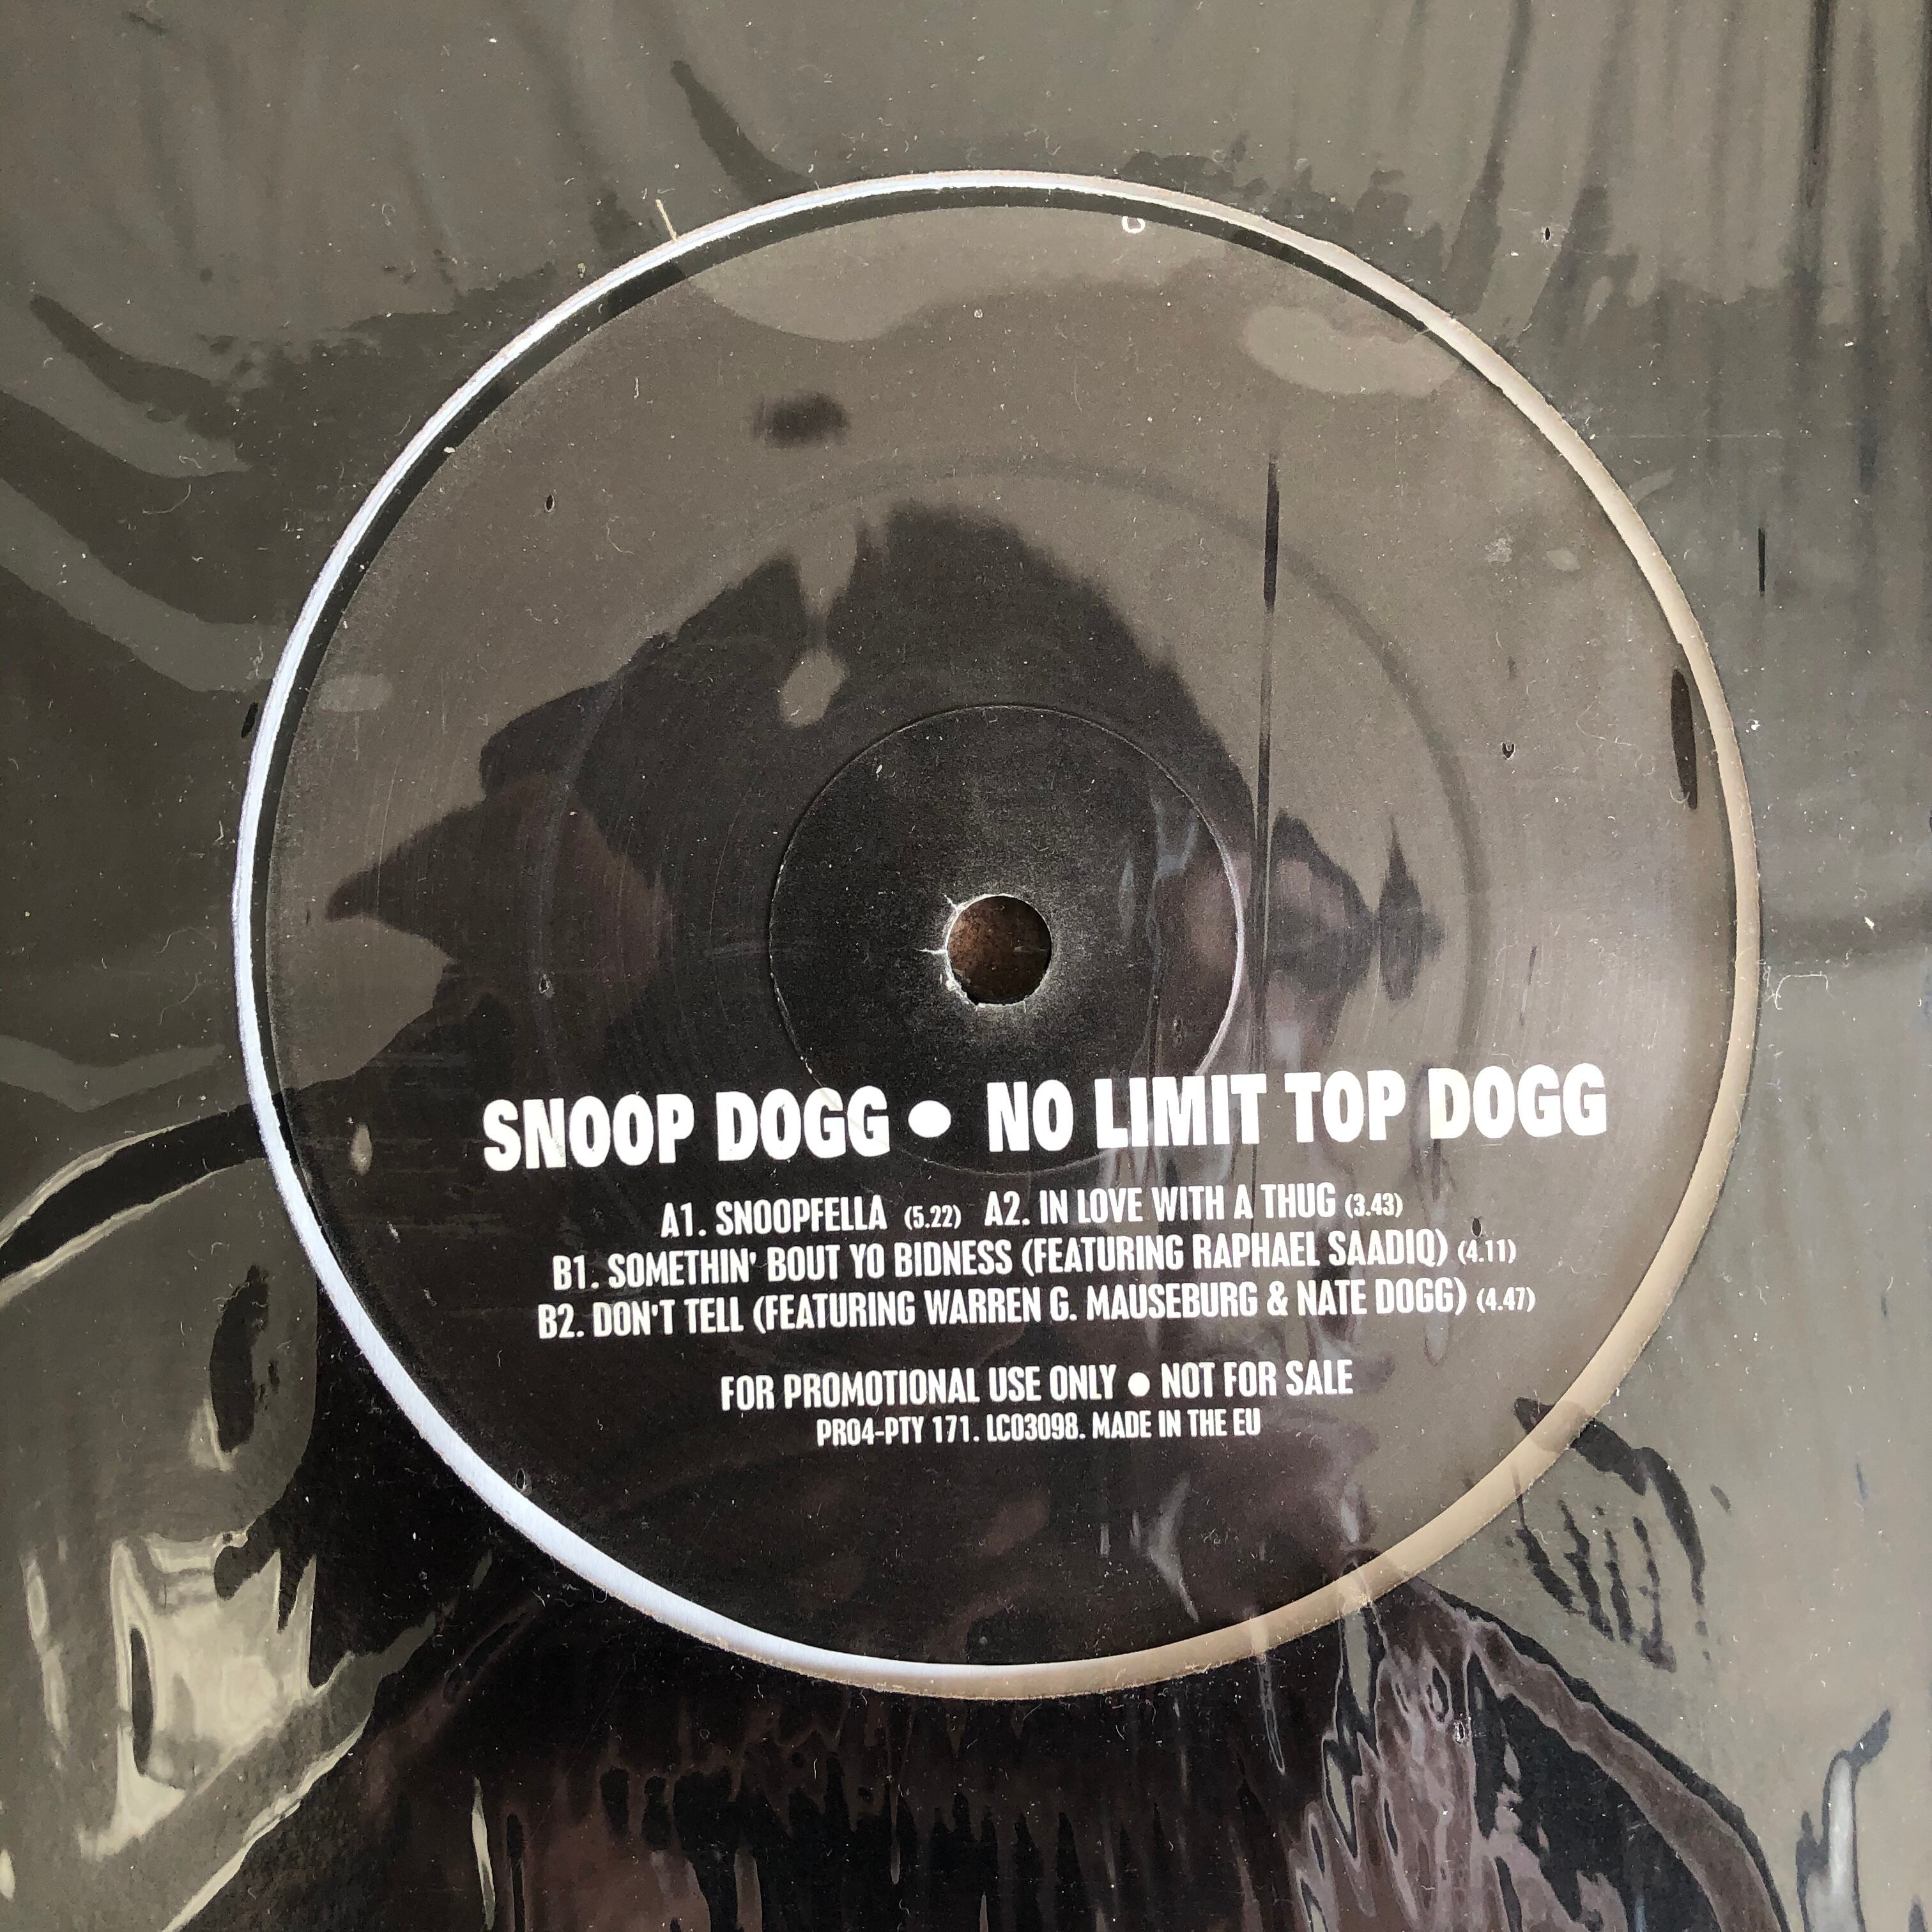 SNOOP DOGG ● NO LIMIT TOP DOGG
A1. SNOOPFELLA (5.22) A2. IN LOVE WITH A THUG (3.43)
B1. SOMETHIN' BOUT YO BIDNESS (FEATURING RAPHAEL SAADIQ) (4.11)
B2. DON'T TELL (FEATURING WARREN G. MAUSEBURG & NATE DOGG) (4.47)
FOR PROMOTIONAL USE ONLY ● NOT FOR SALE
PR04-PTY 171. LC03098. MADE IN THE EU